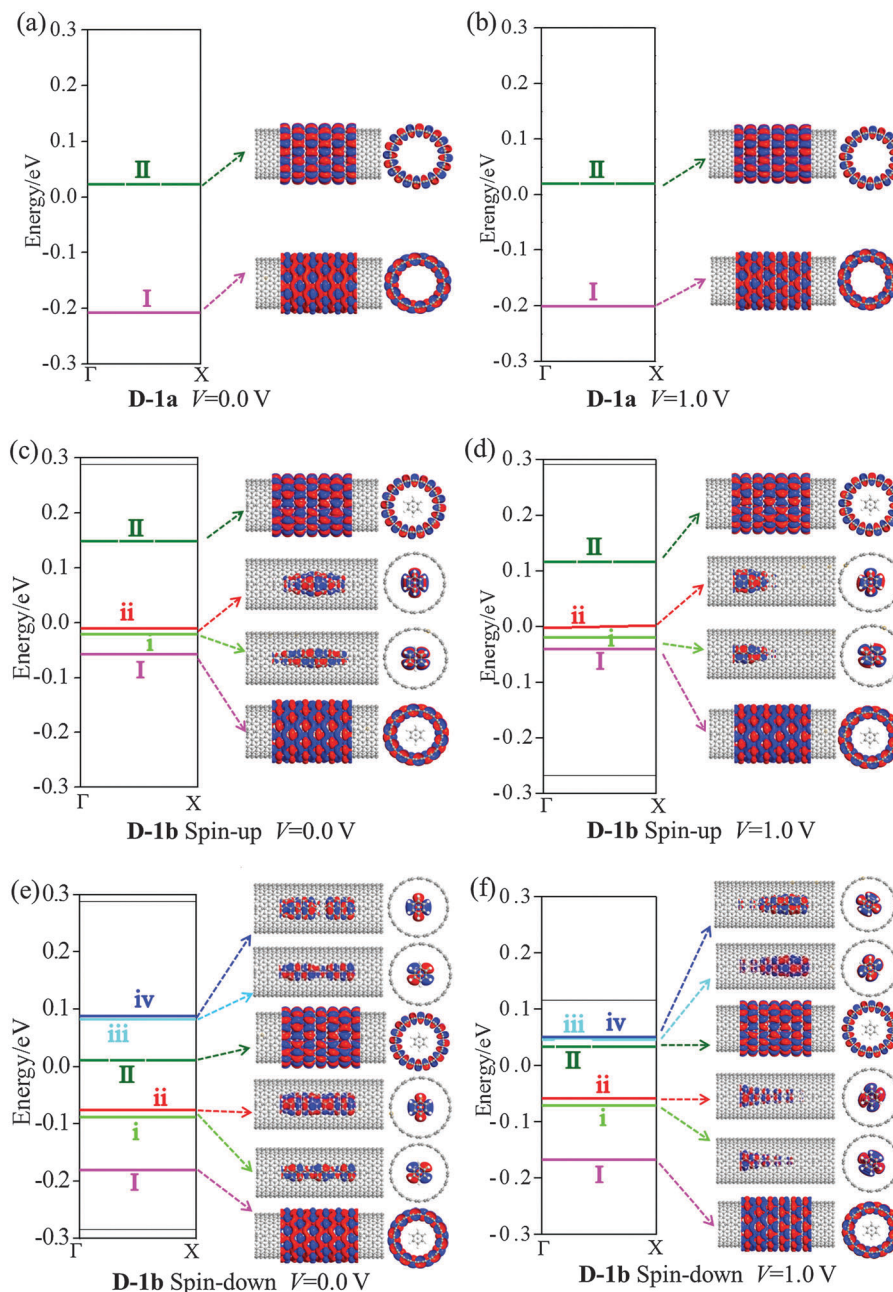 (a)
0.3
0.2
0.1
0.0
-0.1
-0.2
-0.3
Energy/eV
II
I
Γ X
D-1a V=0.0 V
(b)
0.3
0.2
0.1
0.0
-0.1
-0.2
-0.3
Erengy/eV
II
I
Γ X
D-1a V=1.0 V
(c)
0.3
0.2
0.1
0.0
-0.1
-0.2
-0.3
Energy/eV
II
ii
i
I
Γ X
D-1b Spin-up V=0.0 V
(d)
0.3
0.2
0.1
0.0
-0.1
-0.2
-0.3
Energy/eV
II
ii
i
I
Γ X
D-1b Spin-up V=1.0 V
(e)
0.3
0.2
0.1
0.0
-0.1
-0.2
-0.3
Energy/eV
iv
iii
II
ii
i
I
Γ X
D-1b Spin-down V=0.0 V
(f)
0.3
0.2
0.1
0.0
-0.1
-0.2
-0.3
Energy/eV
iii iv
II
ii
i
I
Γ X
D-1b Spin-down V=1.0 V